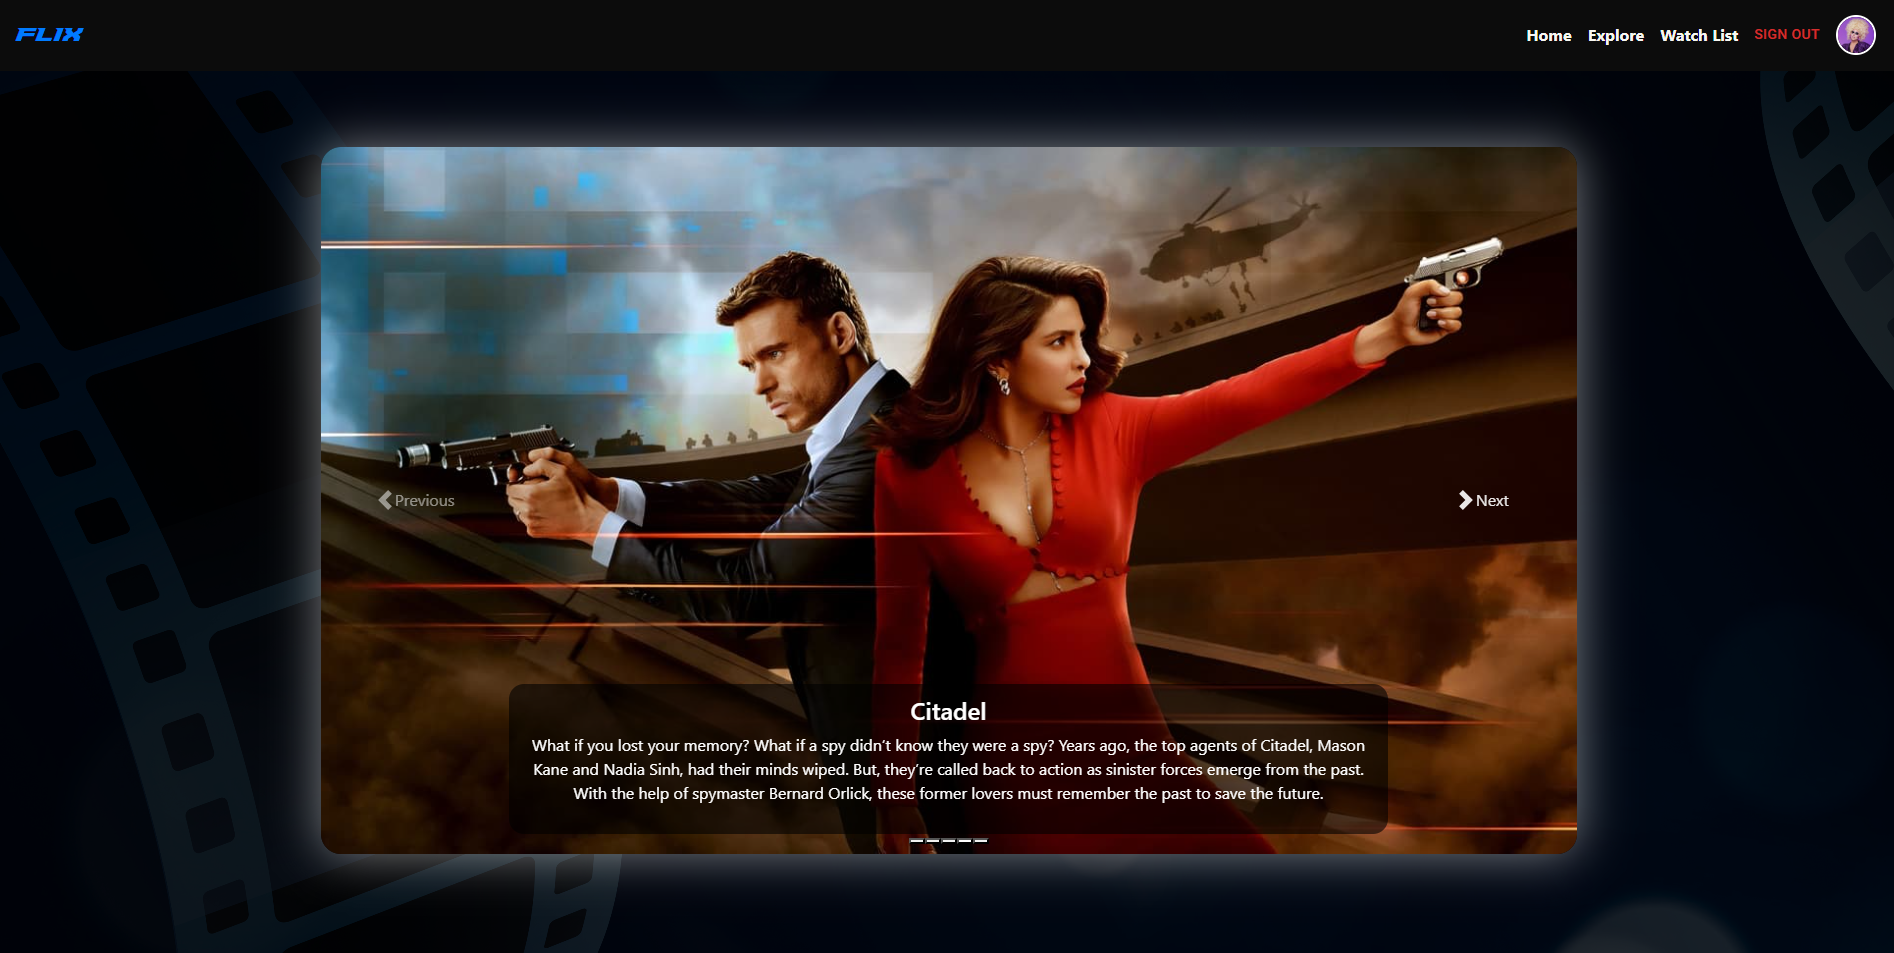 FLIX
Home
Explore
Watch List
SIGN OUT
Previous
Next
Citadel
What if you lost your memory? What if a spy didn’t know they were a spy? Years ago, the top agents of Citadel, Mason
Kane and Nadia Sinh, had their minds wiped. But, they’re called back to action as sinister forces emerge from the past.
With the help of spymaster Bernard Orlick, these former lovers must remember the past to save the future.